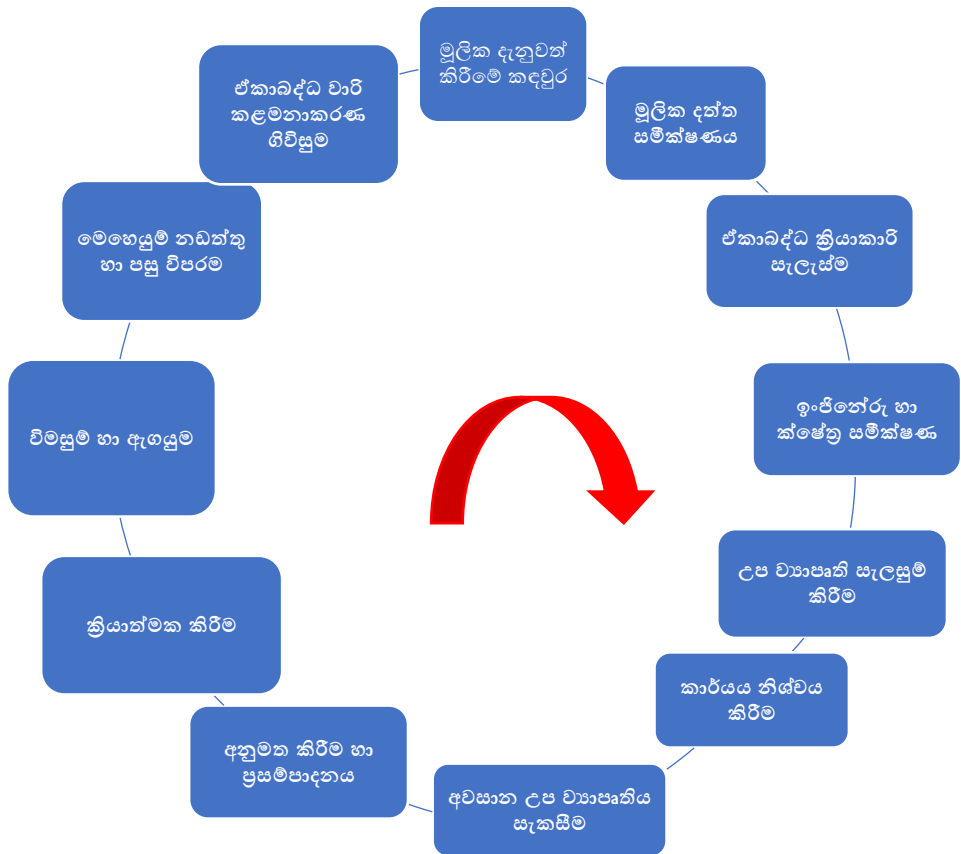 මූලික දැනුවත්
කිරීමේ කඳවුර
මූලික දත්ත
සමීක්ෂණය
ඒකාබද්ධ ක්‍රියාකාරි
සැලැස්ම
ඉංජිනේරු හා
ක්ෂේත්‍ර සමීක්ෂණ
උප ව්‍යාපෘති සැලසුම්
කිරීම
කාර්යය නිශ්චය
කිරීම
අවසාන උප ව්‍යාපෘතිය
සැකසීම
අනුමත කිරීම හා
ප්‍රසම්පාදනය
ක්‍රියාත්මක කිරීම
විමසුම් හා ඇගයුම
මෙහෙයුම් නඩත්තු
හා පසු විපරම
ඒකාබද්ධ වාරි
කළමනාකරණ
ගිවිසුම